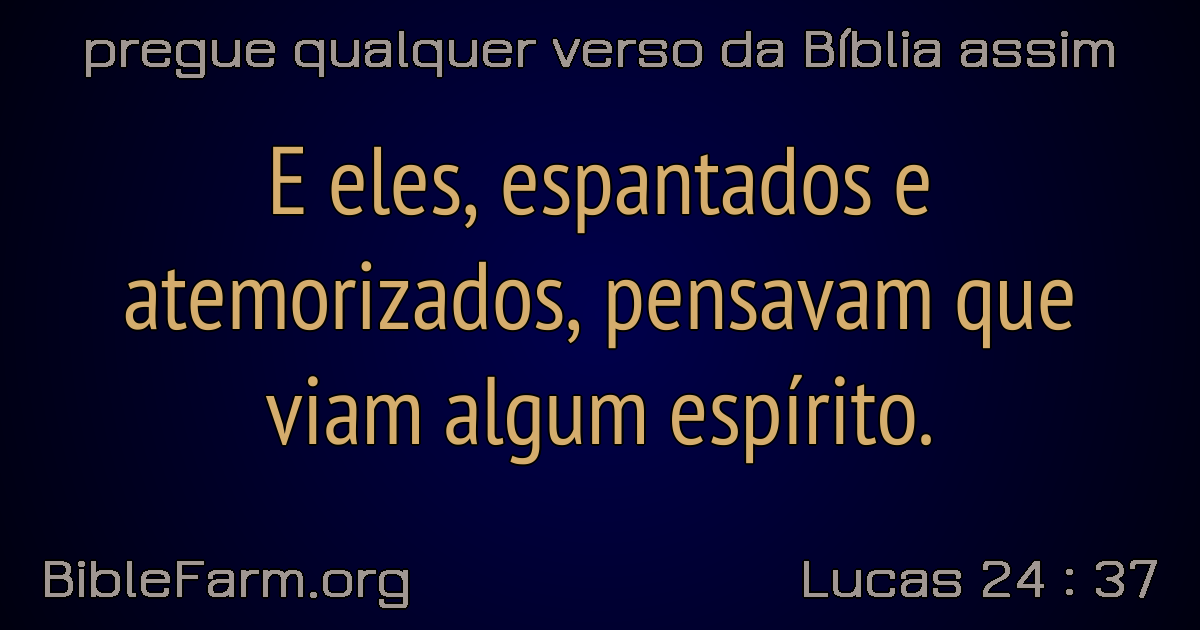 pregue qualquer verso da Bíblia assim
E eles, espantados e
atemorizados, pensavam que
viam algum espírito.
BibleFarm.org
Lucas 24 : 37